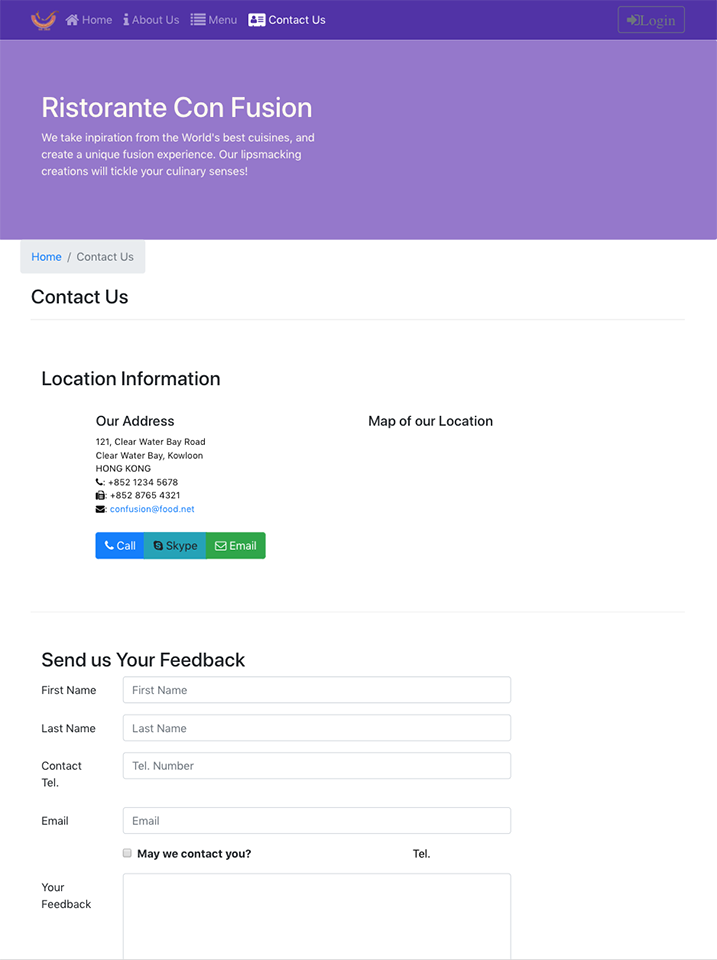 Home About Us Menu Contact Us Login
Ristorante Con Fusion
We take inpiration from the World's best cuisines, and
create a unique fusion experience. Our lipsmacking
creations will tickle your culinary senses!
Home / Contact Us
Contact Us
Location Information
Our Address
121, Clear Water Bay Road
Clear Water Bay, Kowloon
HONG KONG
: +852 1234 5678
: +852 8765 4321
: confusion@food.net
Call Skype Email
Map of our Location
Send us Your Feedback
First Name First Name
Last Name Last Name
Contact
Tel. Tel. Number
Email Email
May we contact you? Tel.
Your
Feedback